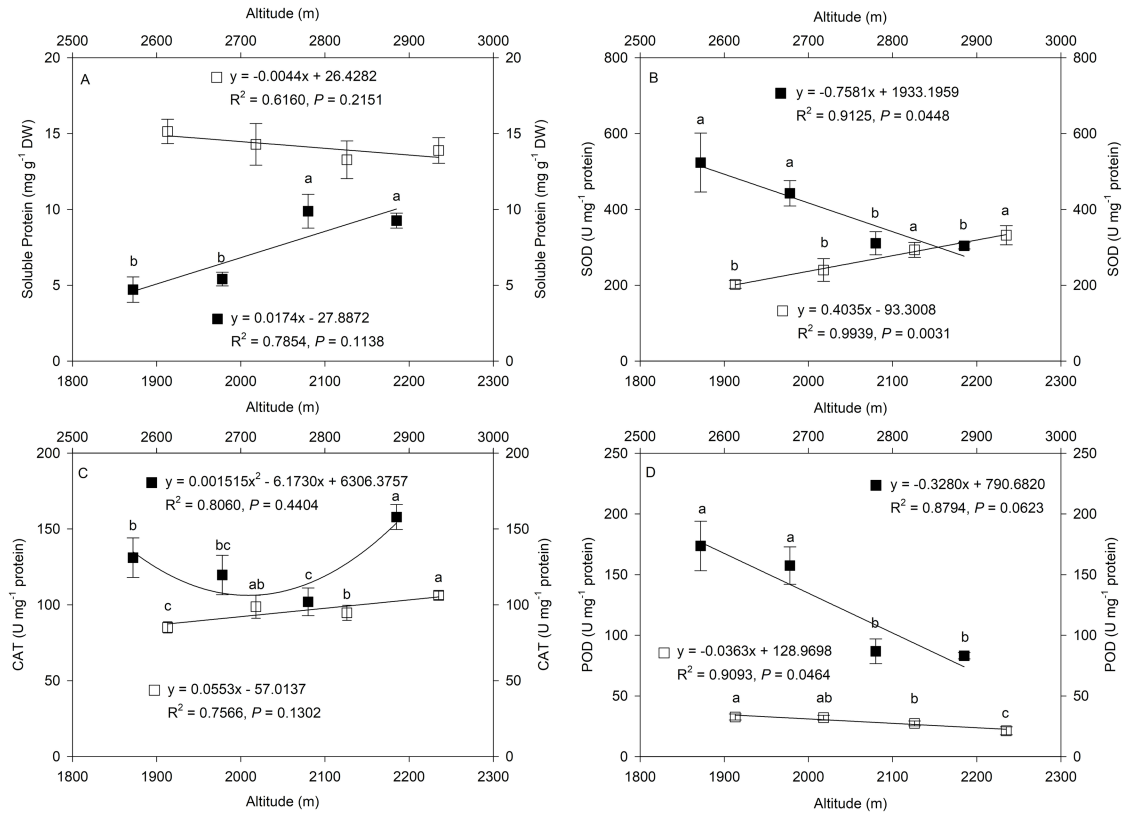 Altitude (m)
2500 2600 2700 2800 2900 3000
20 20
A
y = -0.0044x + 26.4282
R² = 0.6160, P = 0.2151
15 15
a a
10 10
b b
5 5
y = 0.0174x - 27.8872
R² = 0.7854, P = 0.1138
0 0
Soluble Protein (mg g⁻¹ DW)
Soluble Protein (mg g⁻¹ DW)
1800 1900 2000 2100 2200 2300
Altitude (m)
Altitude (m)
2500 2600 2700 2800 2900 3000
800 800
B
y = -0.7581x + 1933.1959
R² = 0.9125, P = 0.0448
600 600
a a
b a b a
400 400
b b
200 200
y = 0.4035x - 93.3008
R² = 0.9939, P = 0.0031
0 0
SOD (U mg⁻¹ protein)
SOD (U mg⁻¹ protein)
1800 1900 2000 2100 2200 2300
Altitude (m)
2500 2600 2700 2800 2900 3000
200 200
C
y = 0.001515x² - 6.1730x + 6306.3757
R² = 0.8060, P = 0.4404
a
150 150
b bc
c ab c b a
100 100
50 50
y = 0.0553x - 57.0137
R² = 0.7566, P = 0.1302
0 0
CAT (U mg⁻¹ protein)
CAT (U mg⁻¹ protein)
1800 1900 2000 2100 2200 2300
Altitude (m)
2500 2600 2700 2800 2900 3000
250 250
D
y = -0.3280x + 790.6820
R² = 0.8794, P = 0.0623
200 200
a a
150 150
b b
100 100
y = -0.0363x + 128.9698
R² = 0.9093, P = 0.0464
50 50
a ab b c
0 0
POD (U mg⁻¹ protein)
POD (U mg⁻¹ protein)
1800 1900 2000 2100 2200 2300
Altitude (m)